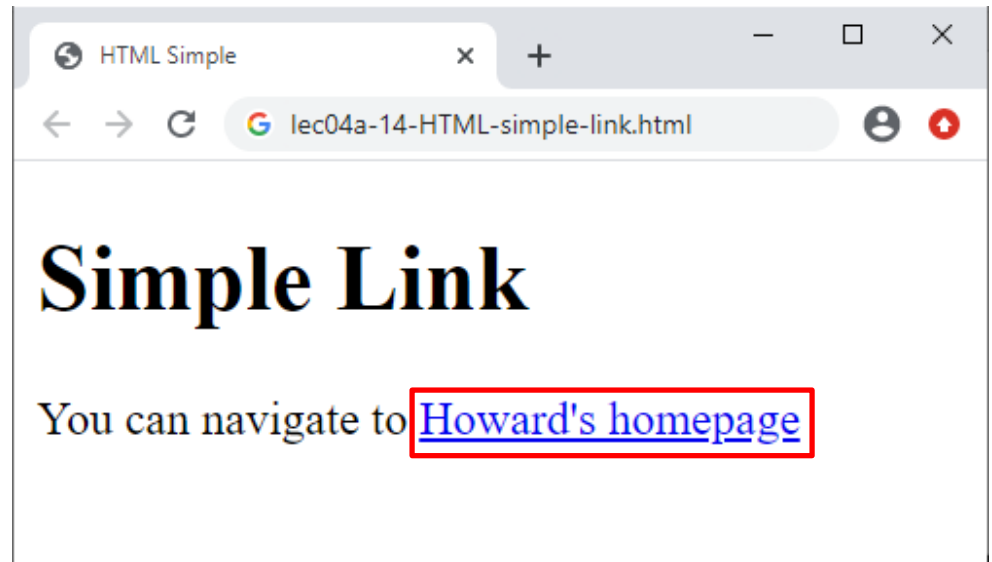 HTML Simple
lec04a-14-HTML-simple-link.html
Simple Link
You can navigate to Howard's homepage